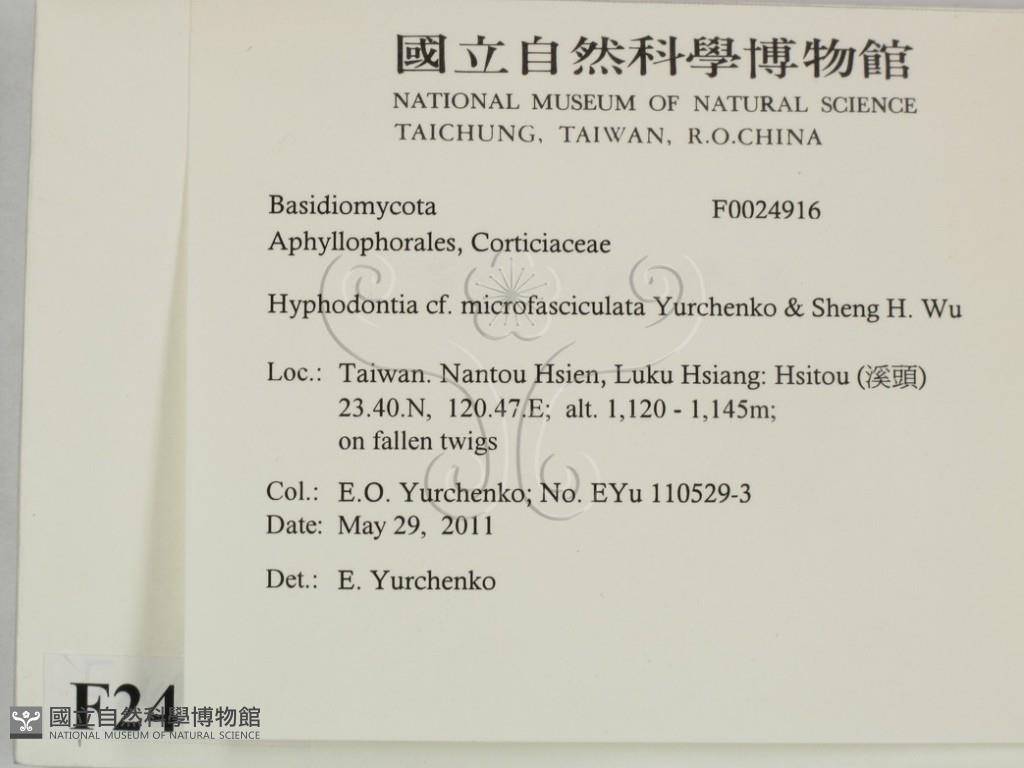 國立自然科學博物館
NATIONAL MUSEUM OF NATURAL SCIENCE
TAICHUNG, TAIWAN, R.O.CHINA
Basidiomycota F0024916
Aphyllophorales, Corticiaceae
Hyphodontia cf. microfasciculata Yurchenko & Sheng H. Wu
Loc.: Taiwan. Nantou Hsien, Luku Hsiang: Hsitou (溪頭)
23.40.N, 120.47.E; alt. 1,120 - 1,145m;
on fallen twigs
Col.: E.O. Yurchenko; No. EYu 110529-3
Date: May 29, 2011
Det.: E. Yurchenko
F24
國立自然科學博物館
NATIONAL MUSEUM OF NATURAL SCIENCE